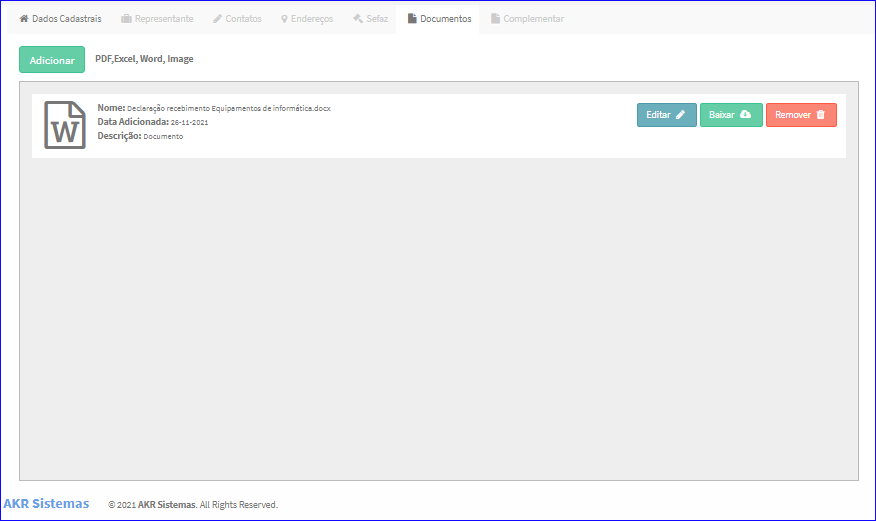 Dados Cadastrais Representante Contatos Endereços Sefaz Documentos Complementar
Adicionar PDF,Excel, Word, Image
W
Nome: Declaração recebimento Equipamentos de informática.docx
Data Adicionada: 26-11-2021
Descrição: Documento
Editar Baixar Remover
AKR Sistemas © 2021 AKR Sistemas. All Rights Reserved.